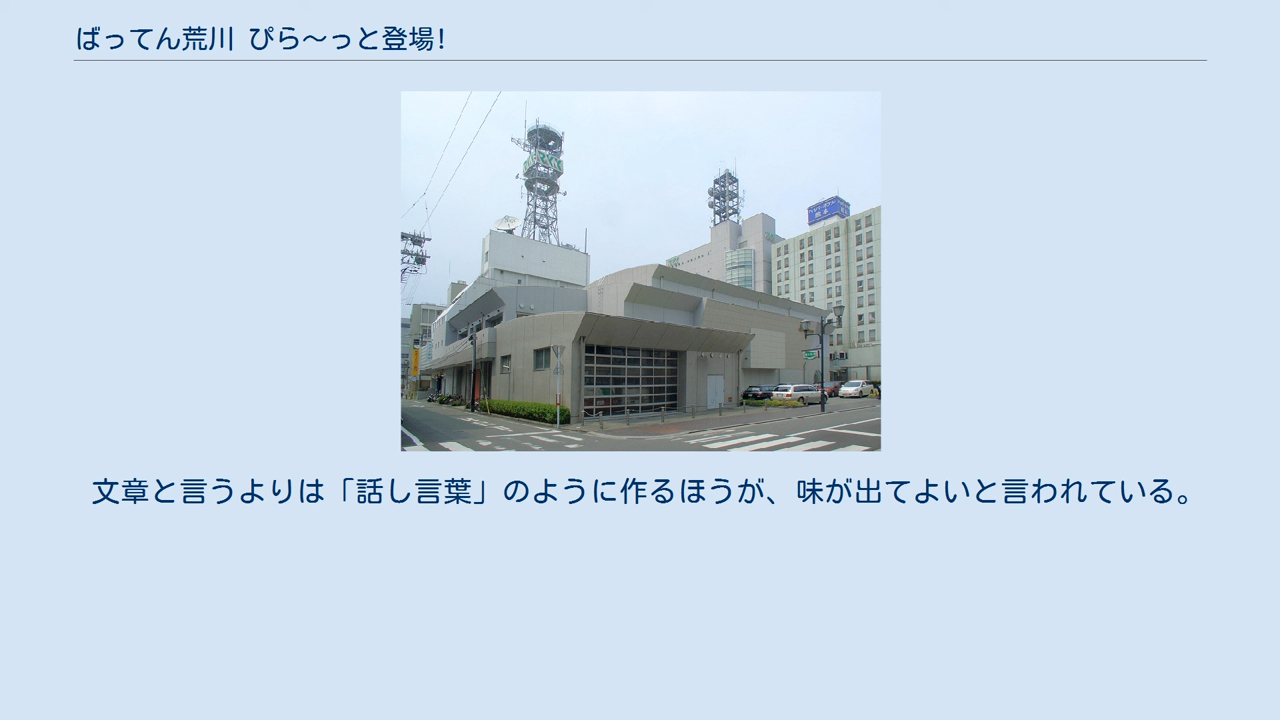 ばってん荒川 ぴら〜っと登場!
文章と言うよりは「話し言葉」のように作るほうが、味が出てよいと言われている。